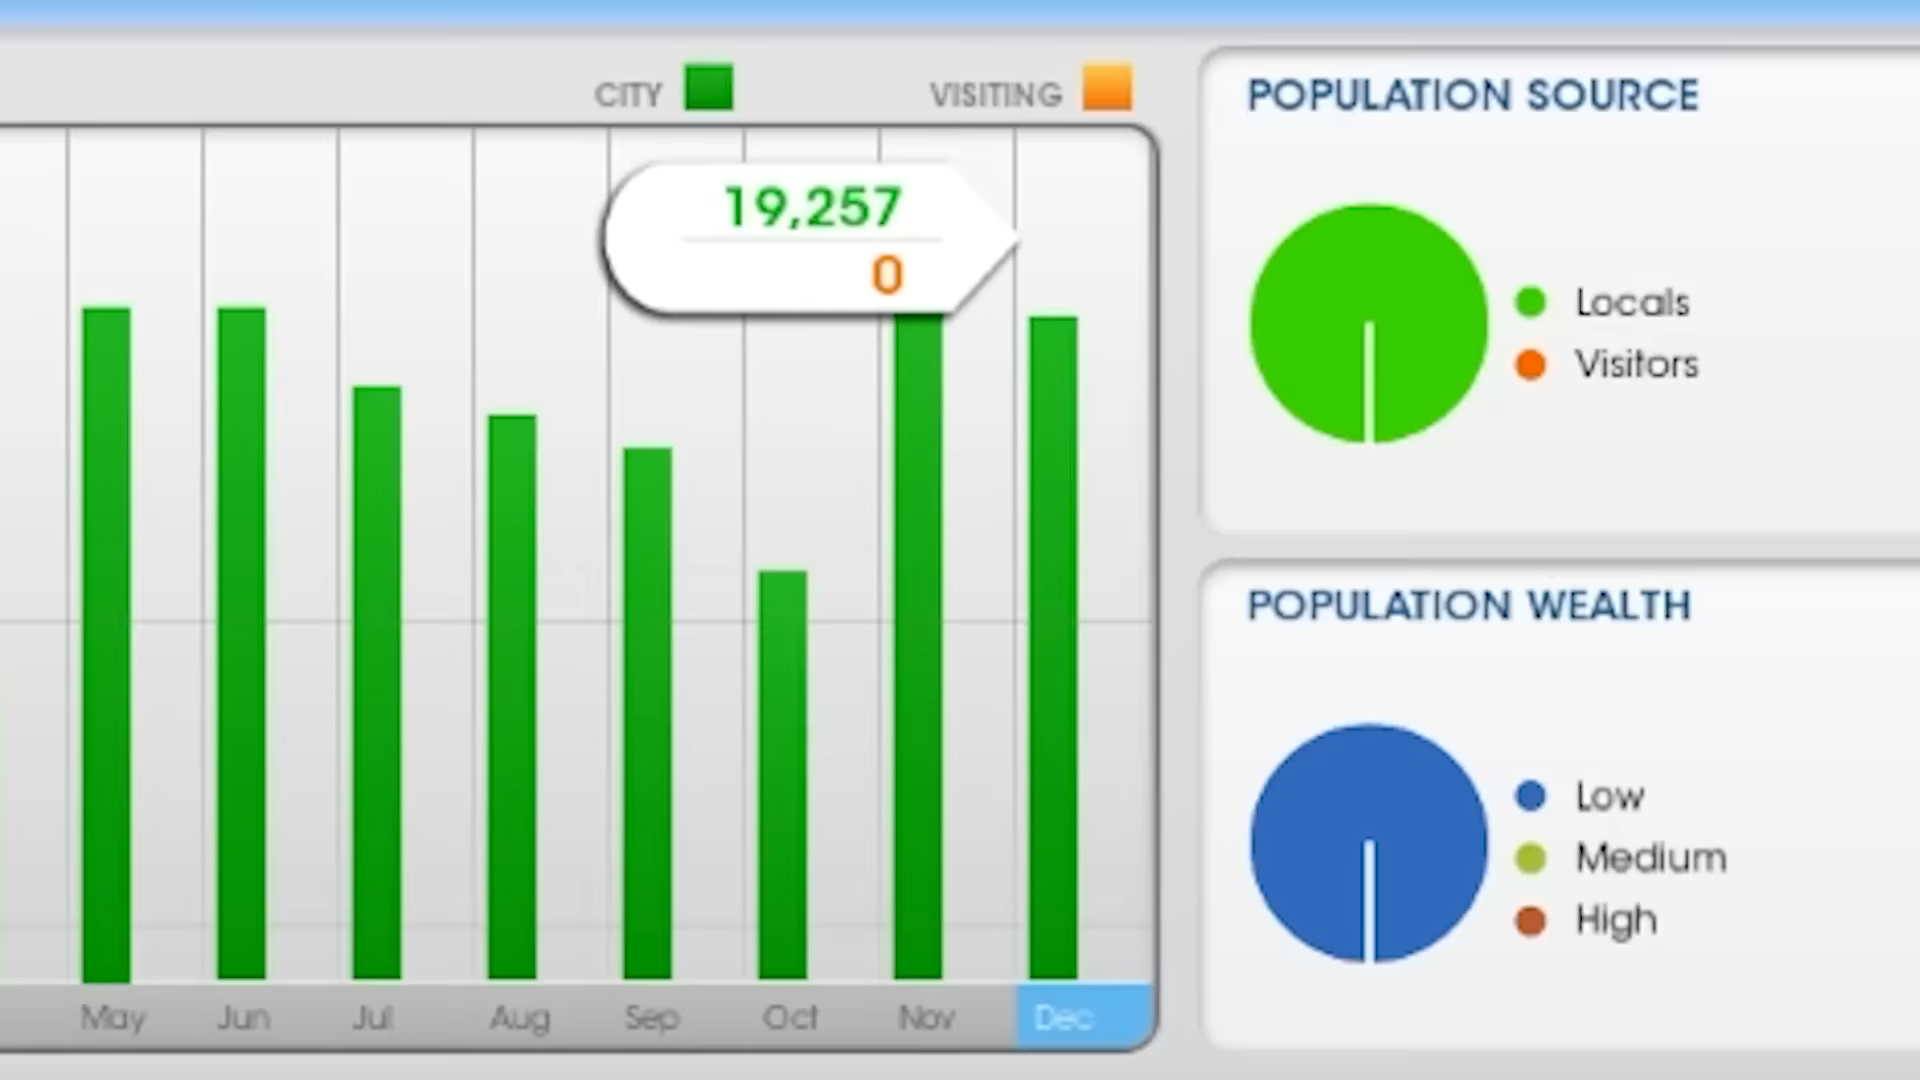 CITY
VISITING
19,257
0
May Jun Jul Aug Sep Oct Nov Dec
POPULATION SOURCE
Locals
Visitors
POPULATION WEALTH
Low
Medium
High